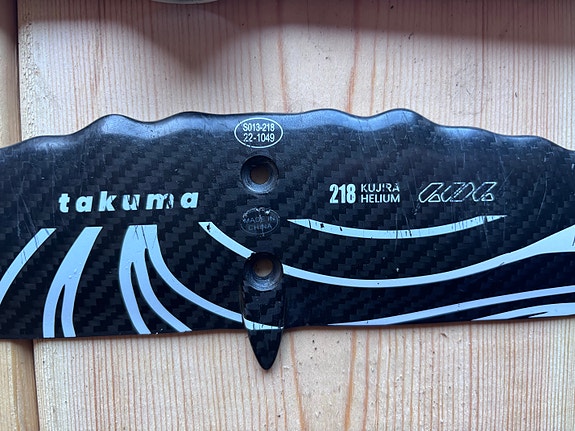 S013-218
22-1049
takuma
218 KUJIRA
HELIUM
MADE IN
CHINA